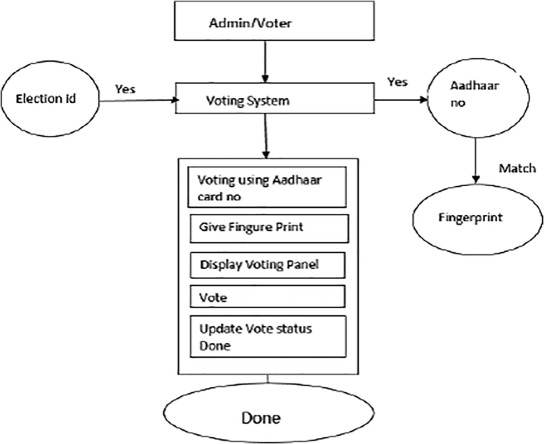 Admin/Voter
Election id
Yes
Voting System
Yes
Aadhaar
no
Match
Fingerprint
Voting using Aadhaar
card no
Give Fingure Print
Display Voting Panel
Vote
Update Vote status
Done
Done